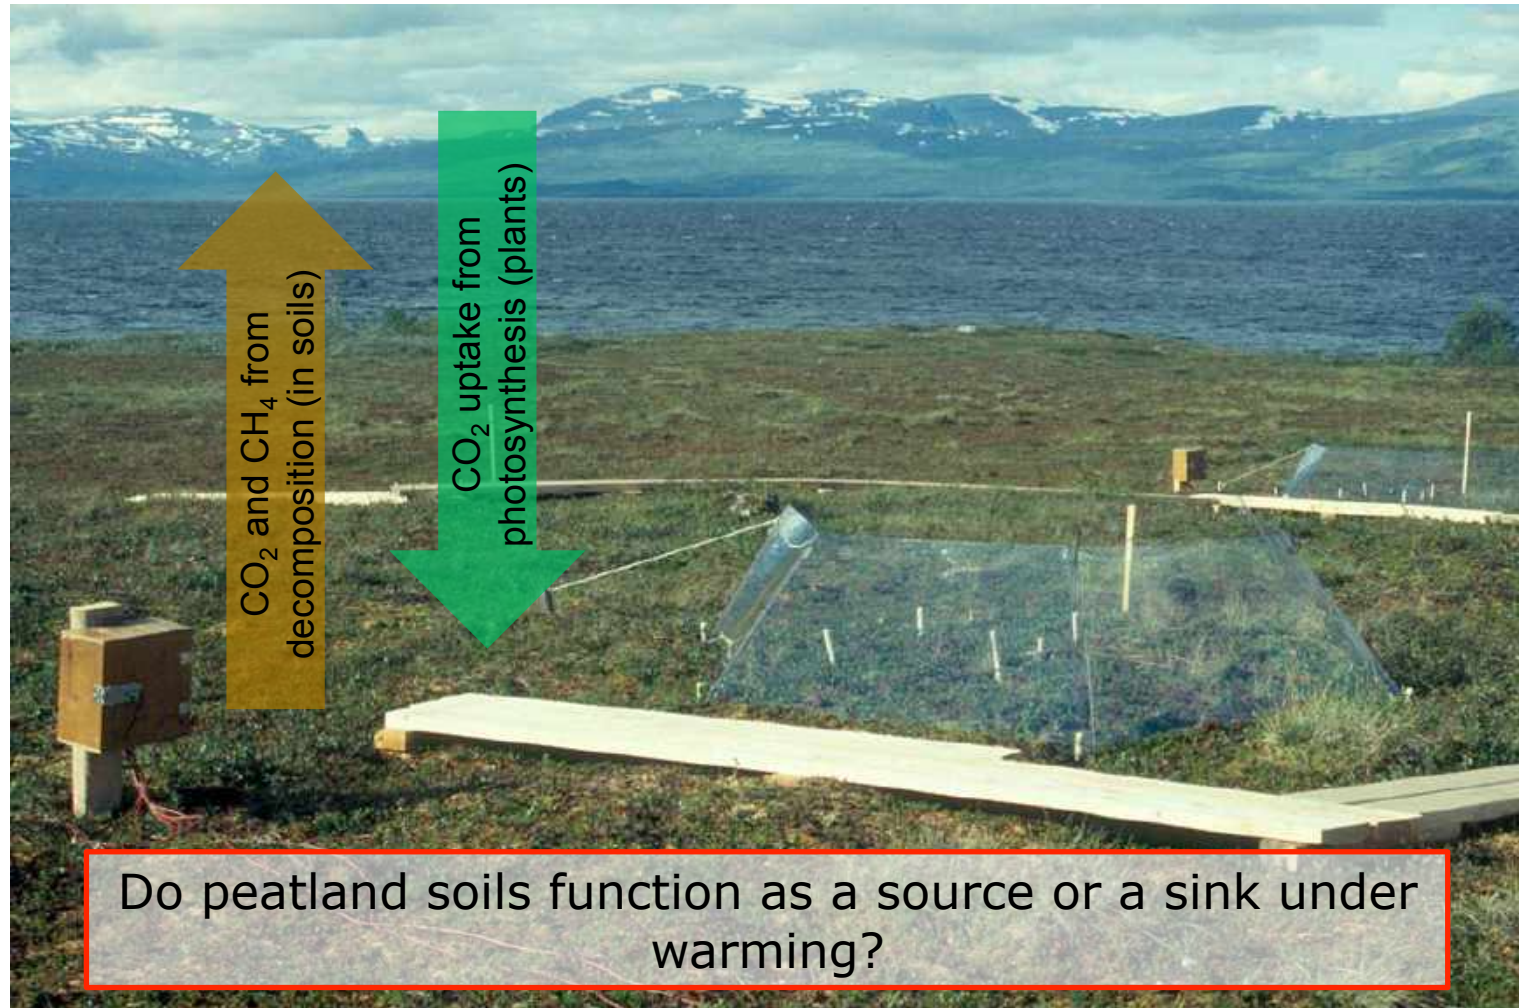 CO₂ and CH₄ from
decomposition (in soils)
CO₂ uptake from
photosynthesis (plants)
Do peatland soils function as a source or a sink under
warming?